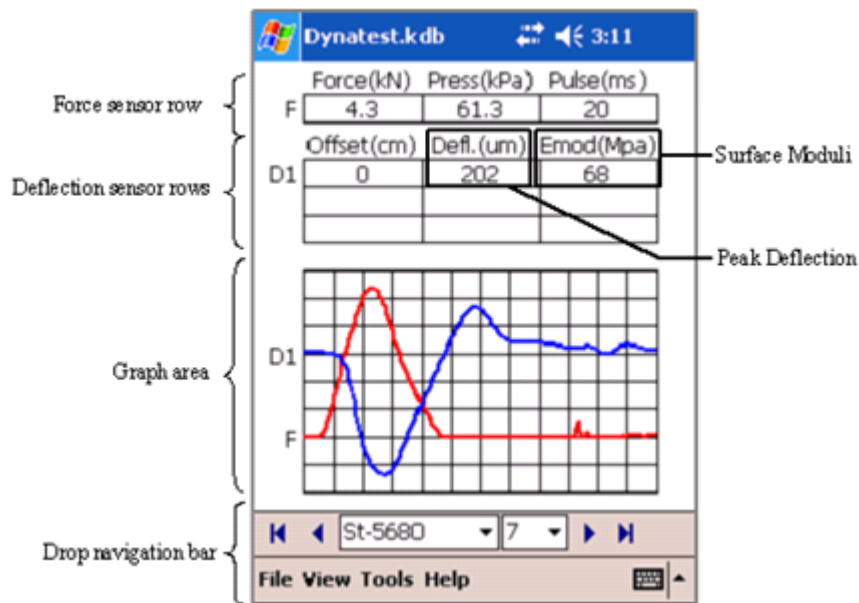 Dynatest.kdb 3:11
Force(kN) Press(kPa) Pulse(ms)
Force sensor row
F 4.3 61.3 20
Offset(cm) Defl.(um) Emod(Mpa)
Surface Moduli
Deflection sensor rows
D1 0 202 68
Peak Deflection
Graph area
D1
F
St-5680 7
Drop navigation bar
File View Tools Help